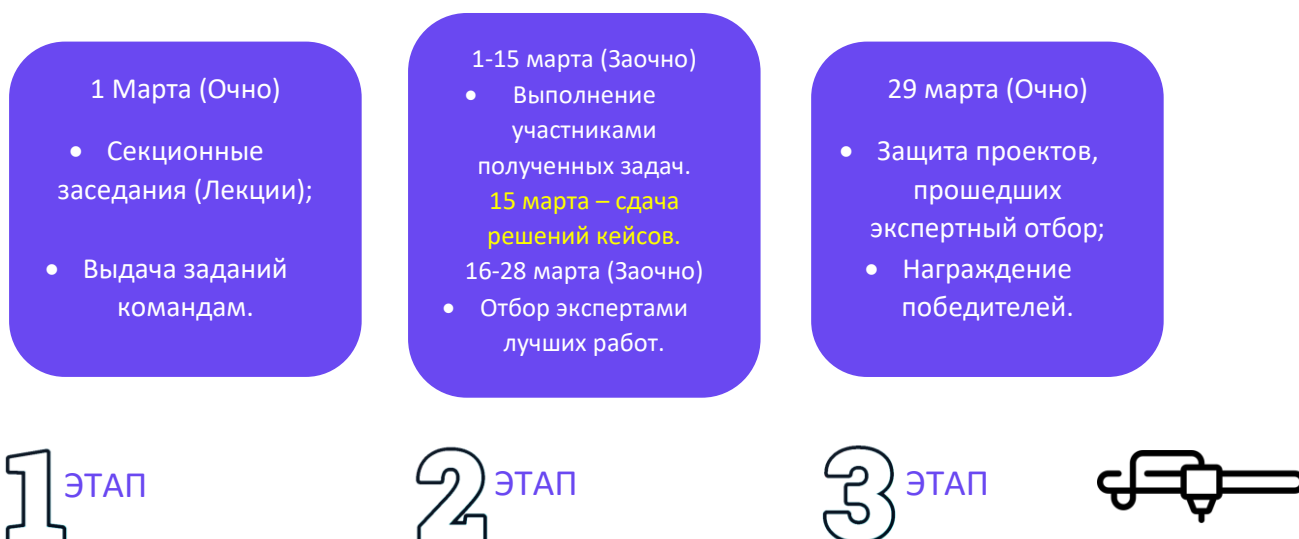 1 Марта (Очно)
• Секционные
заседания (Лекции);
• Выдача заданий
командам.
1-15 марта (Заочно)
• Выполнение
участниками
полученных задач.
15 марта – сдача
решений кейсов.
16-28 марта (Заочно)
• Отбор экспертами
лучших работ.
29 марта (Очно)
• Защита проектов,
прошедших
экспертный отбор;
• Награждение
победителей.
1 ЭТАП
2 ЭТАП
3 ЭТАП